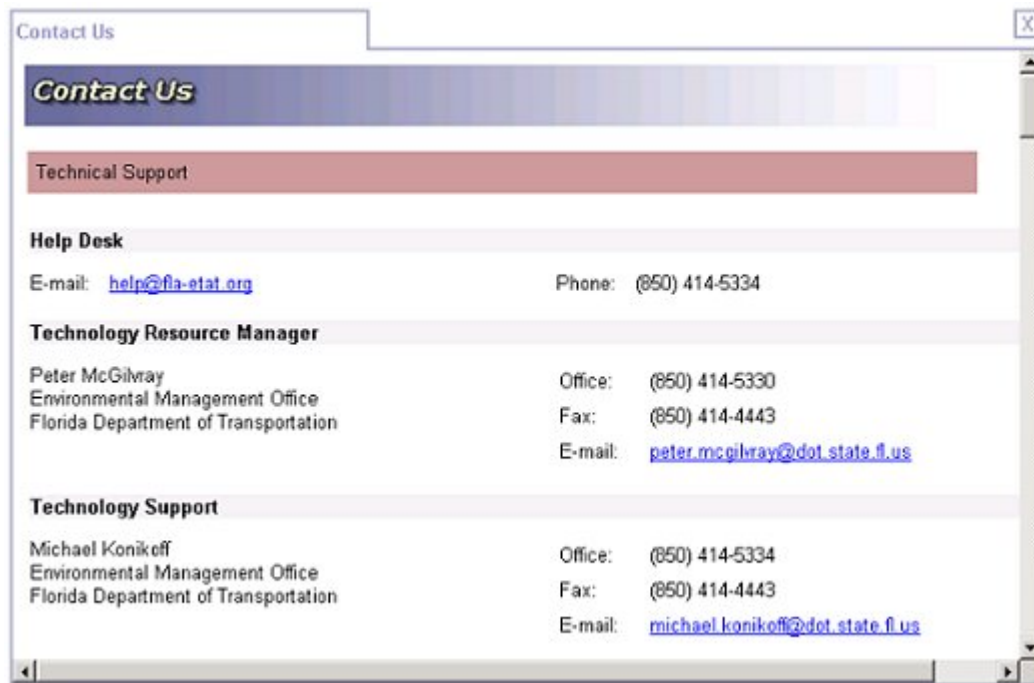 Contact Us
X
Contact Us
Technical Support
Help Desk
E-mail: help@fla-etat.org Phone: (850) 414-5334
Technology Resource Manager
Peter McGilvray
Environmental Management Office
Florida Department of Transportation
Office: (850) 414-5330
Fax: (850) 414-4443
E-mail: peter.mcgilvray@dot.state.fl.us
Technology Support
Michael Konikoff
Environmental Management Office
Florida Department of Transportation
Office: (850) 414-5334
Fax: (850) 414-4443
E-mail: michael.konikoff@dot.state.fl.us